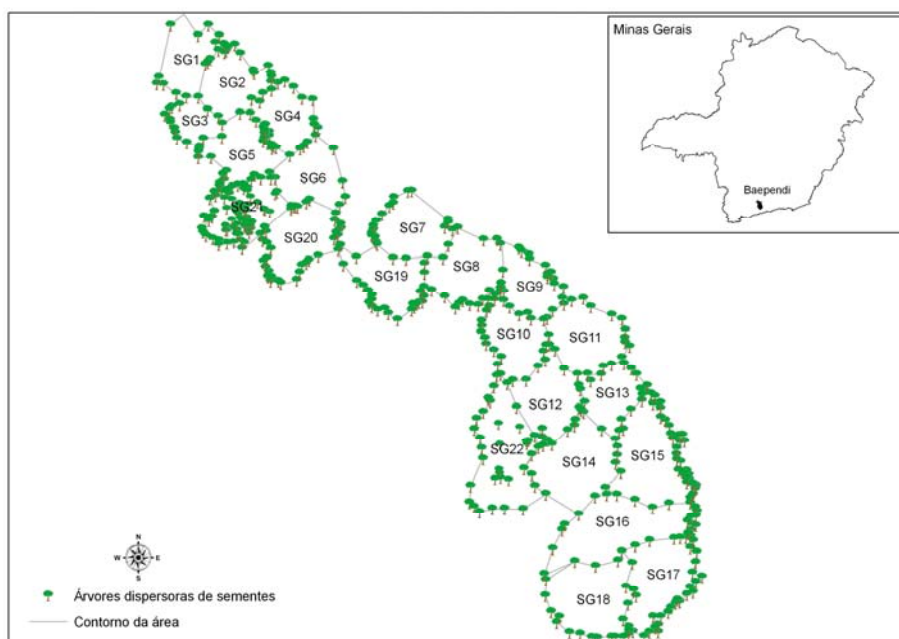 Minas Gerais
Baependi
SG1
SG2
SG3
SG4
SG5
SG6
SG21
SG20
SG7
SG19
SG8
SG9
SG10
SG11
SG12
SG13
SG22
SG14
SG15
SG16
SG17
SG18
N
W E
S
Árvores dispersoras de sementes
Contorno da área